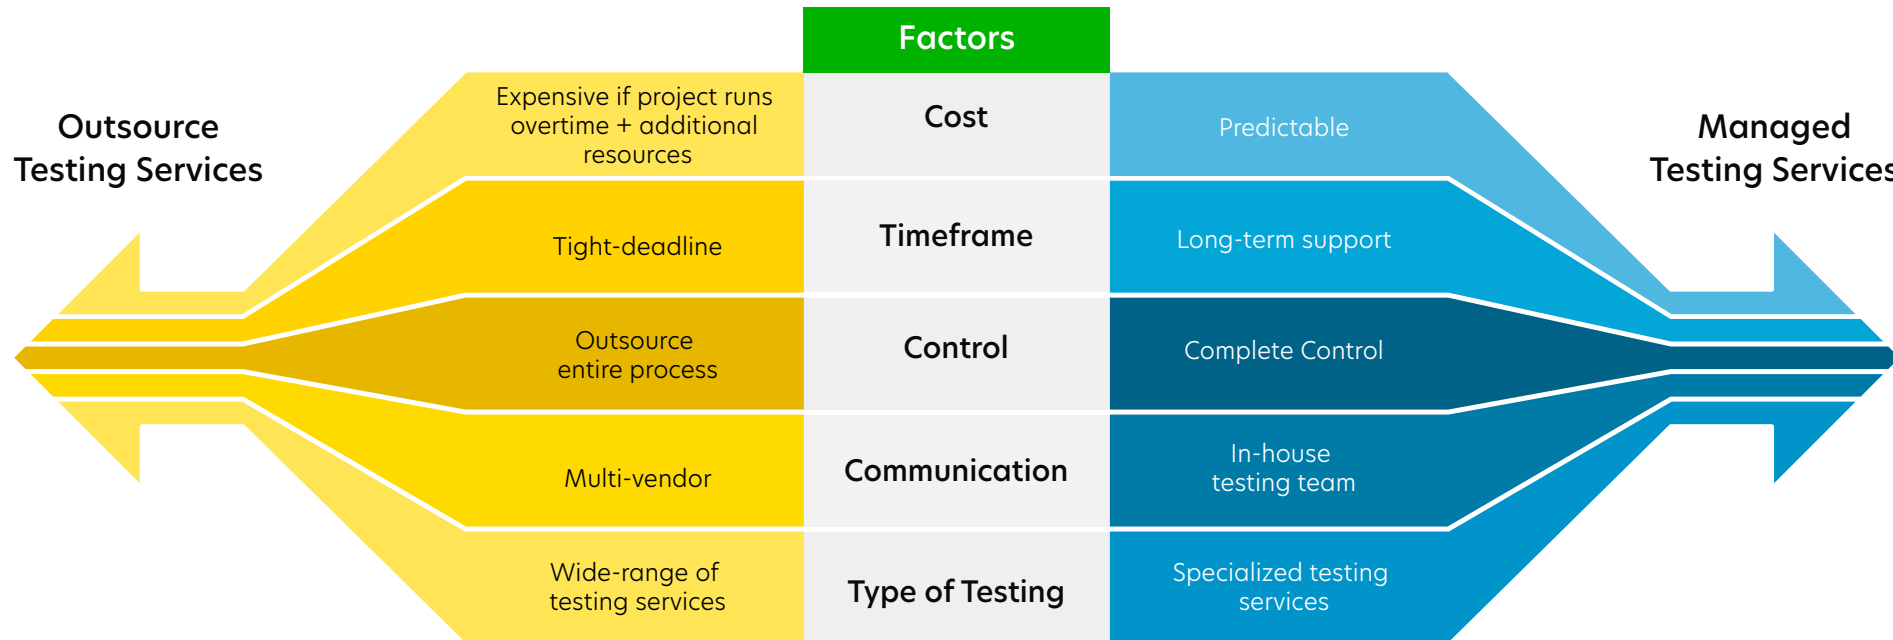 Factors
Outsource
Testing Services
Managed
Testing Services
Expensive if project runs
overtime + additional
resources
Cost
Predictable
Tight-deadline
Timeframe
Long-term support
Outsource
entire process
Control
Complete Control
Multi-vendor
Communication
In-house
testing team
Wide-range of
testing services
Type of Testing
Specialized testing
services